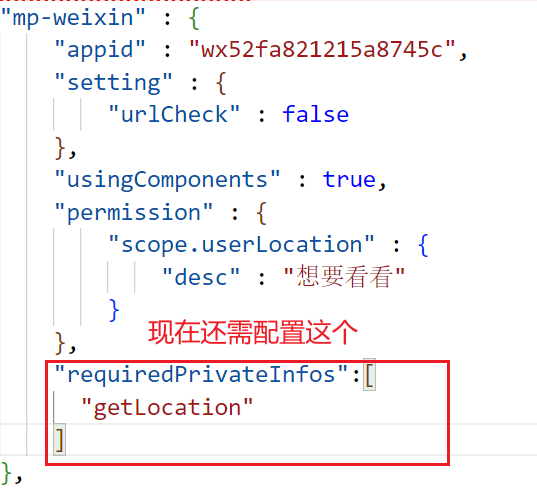 "mp-weixin" : {
"appid" : "wx52fa821215a8745c",
"setting" : {
"urlCheck" : false
},
"usingComponents" : true,
"permission" : {
"scope.userLocation" : {
"desc" : "想要看看"
}
},
现在还需配置这个
"requiredPrivateInfos":[
"getLocation"
]
},